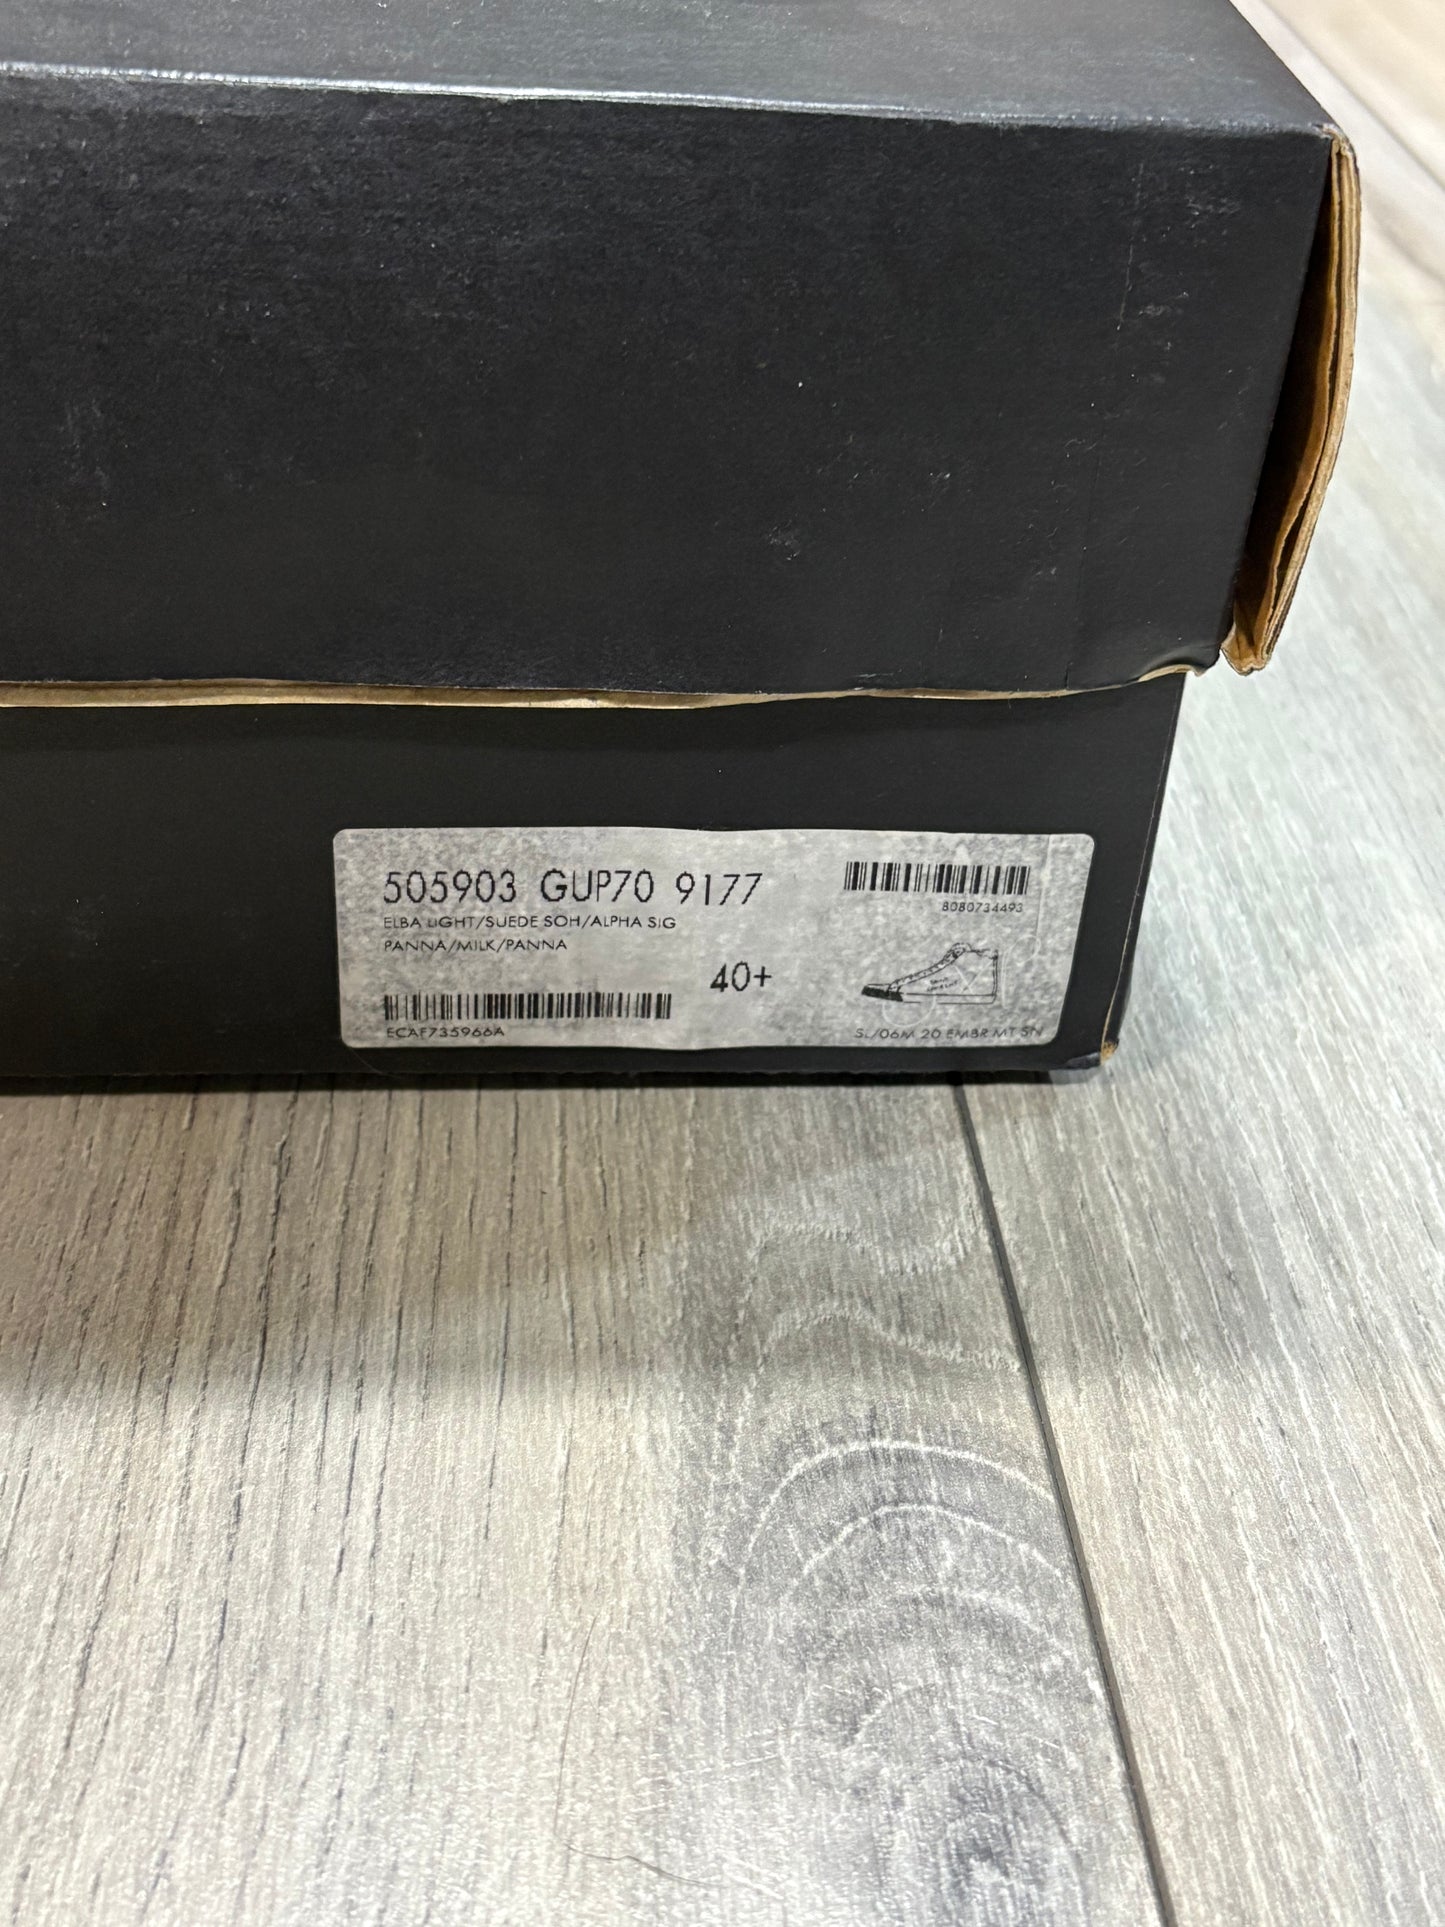 505903 GUP70 9177
ELBA LIGHT/SUEDE SOH/ALPHA SIG
PANNA/MILK/PANNA
40+
ECAF735966A
8080734493
SL/06M 20 EMBR MT SN